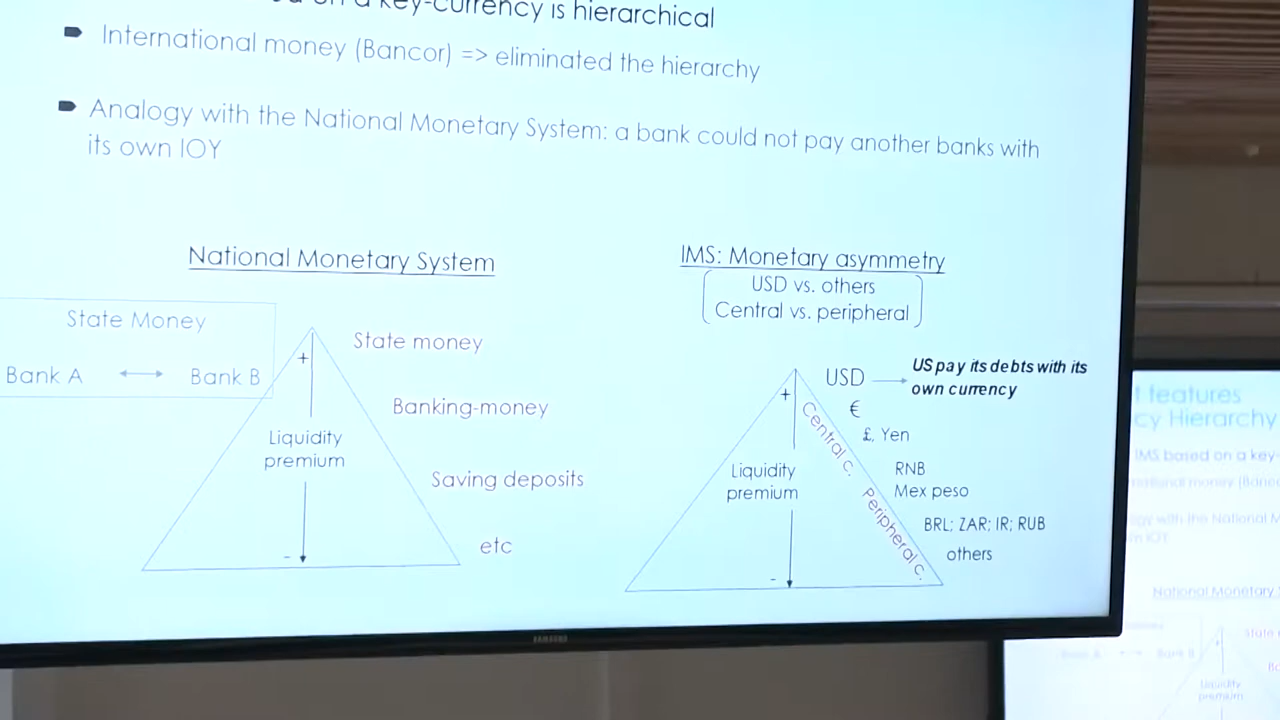 key-currency is hierarchical
International money (Bancor) => eliminated the hierarchy
Analogy with the National Monetary System: a bank could not pay another banks with
its own IOY
National Monetary System
State Money
Bank A
Bank B
+
Liquidity
premium
-
State money
Banking-money
Saving deposits
etc
IMS: Monetary asymmetry
USD vs. others
Central vs. peripheral
+
Liquidity
premium
-
Central c.
Peripheral c.
USD
US pay its debts with its
own currency
€
£, Yen
RNB
Mex peso
BRL; ZAR; IR; RUB
others
SAMSUNG
features
cy Hierarchy
IMS based on a key-
with the National M
National Monetary
State
Bank B
Liquidity
premium